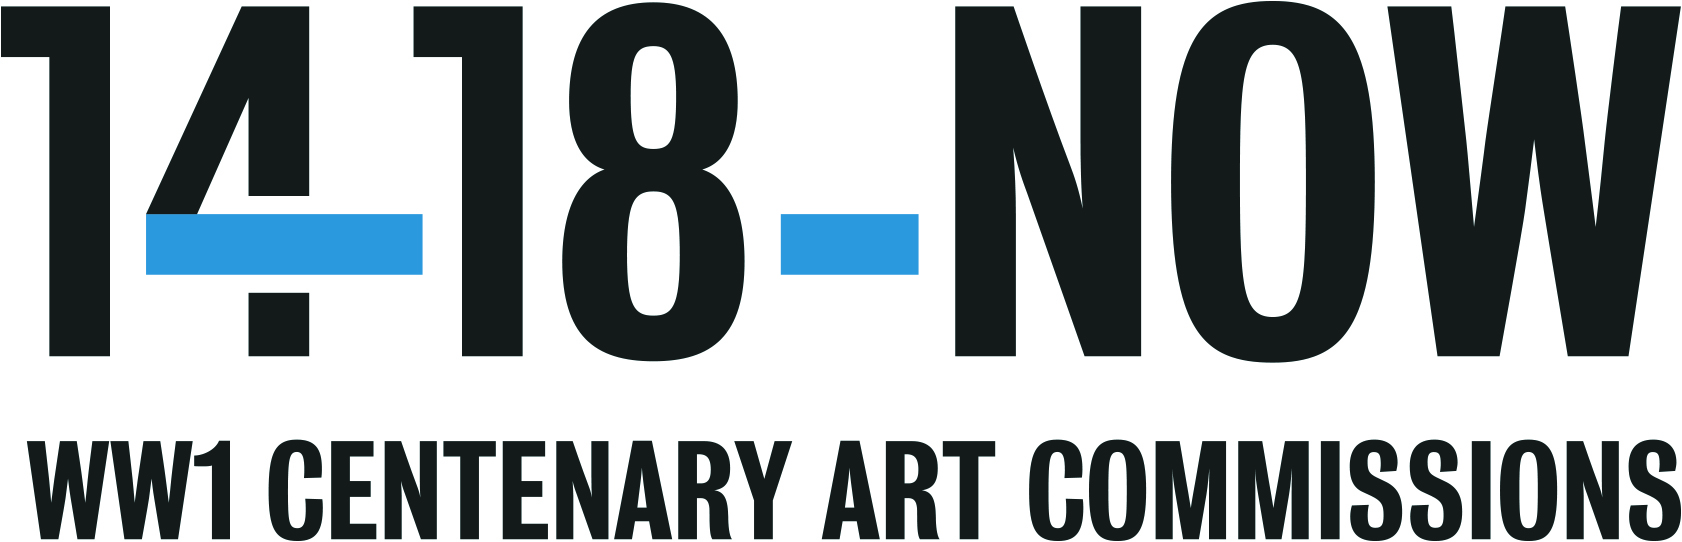 14-18-NOW
WW1 CENTENARY ART COMMISSIONS